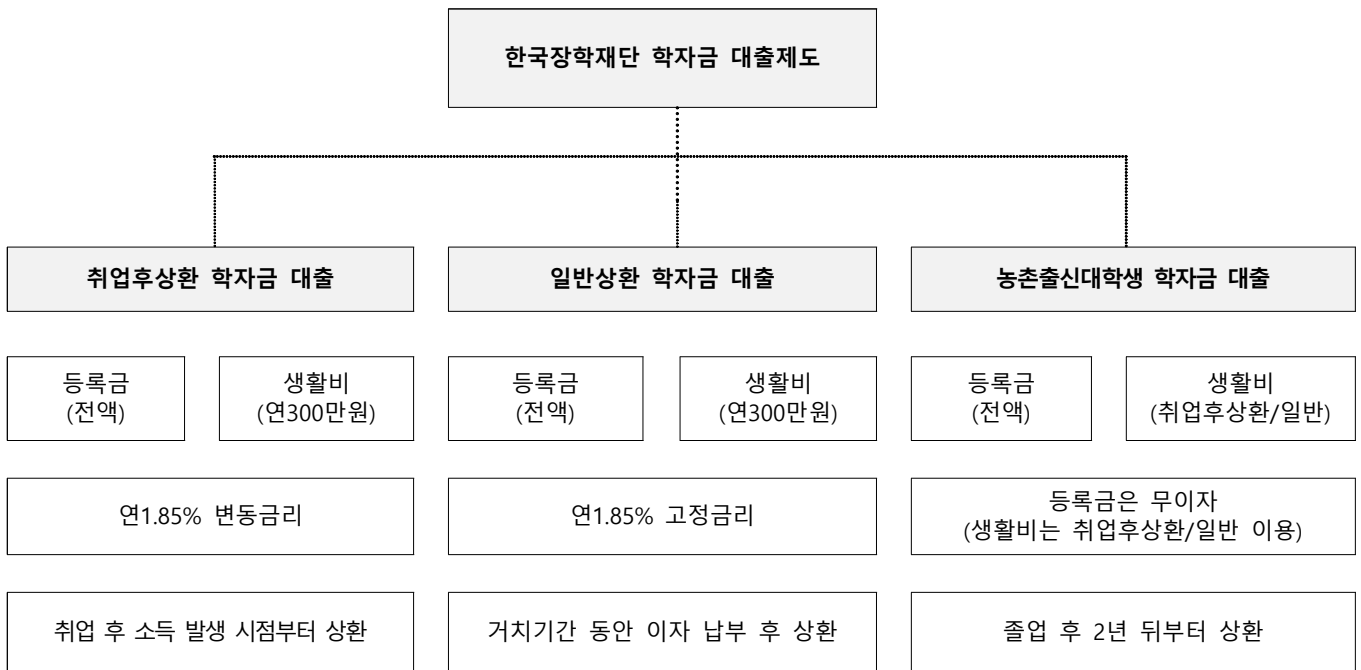 한국장학재단 학자금 대출제도
취업후상환 학자금 대출
일반상환 학자금 대출
농촌출신대학생 학자금 대출
등록금
(전액)
생활비
(연300만원)
등록금
(전액)
생활비
(연300만원)
등록금
(전액)
생활비
(취업후상환/일반)
연1.85% 변동금리
연1.85% 고정금리
등록금은 무이자
(생활비는 취업후상환/일반 이용)
취업 후 소득 발생 시점부터 상환
거치기간 동안 이자 납부 후 상환
졸업 후 2년 뒤부터 상환